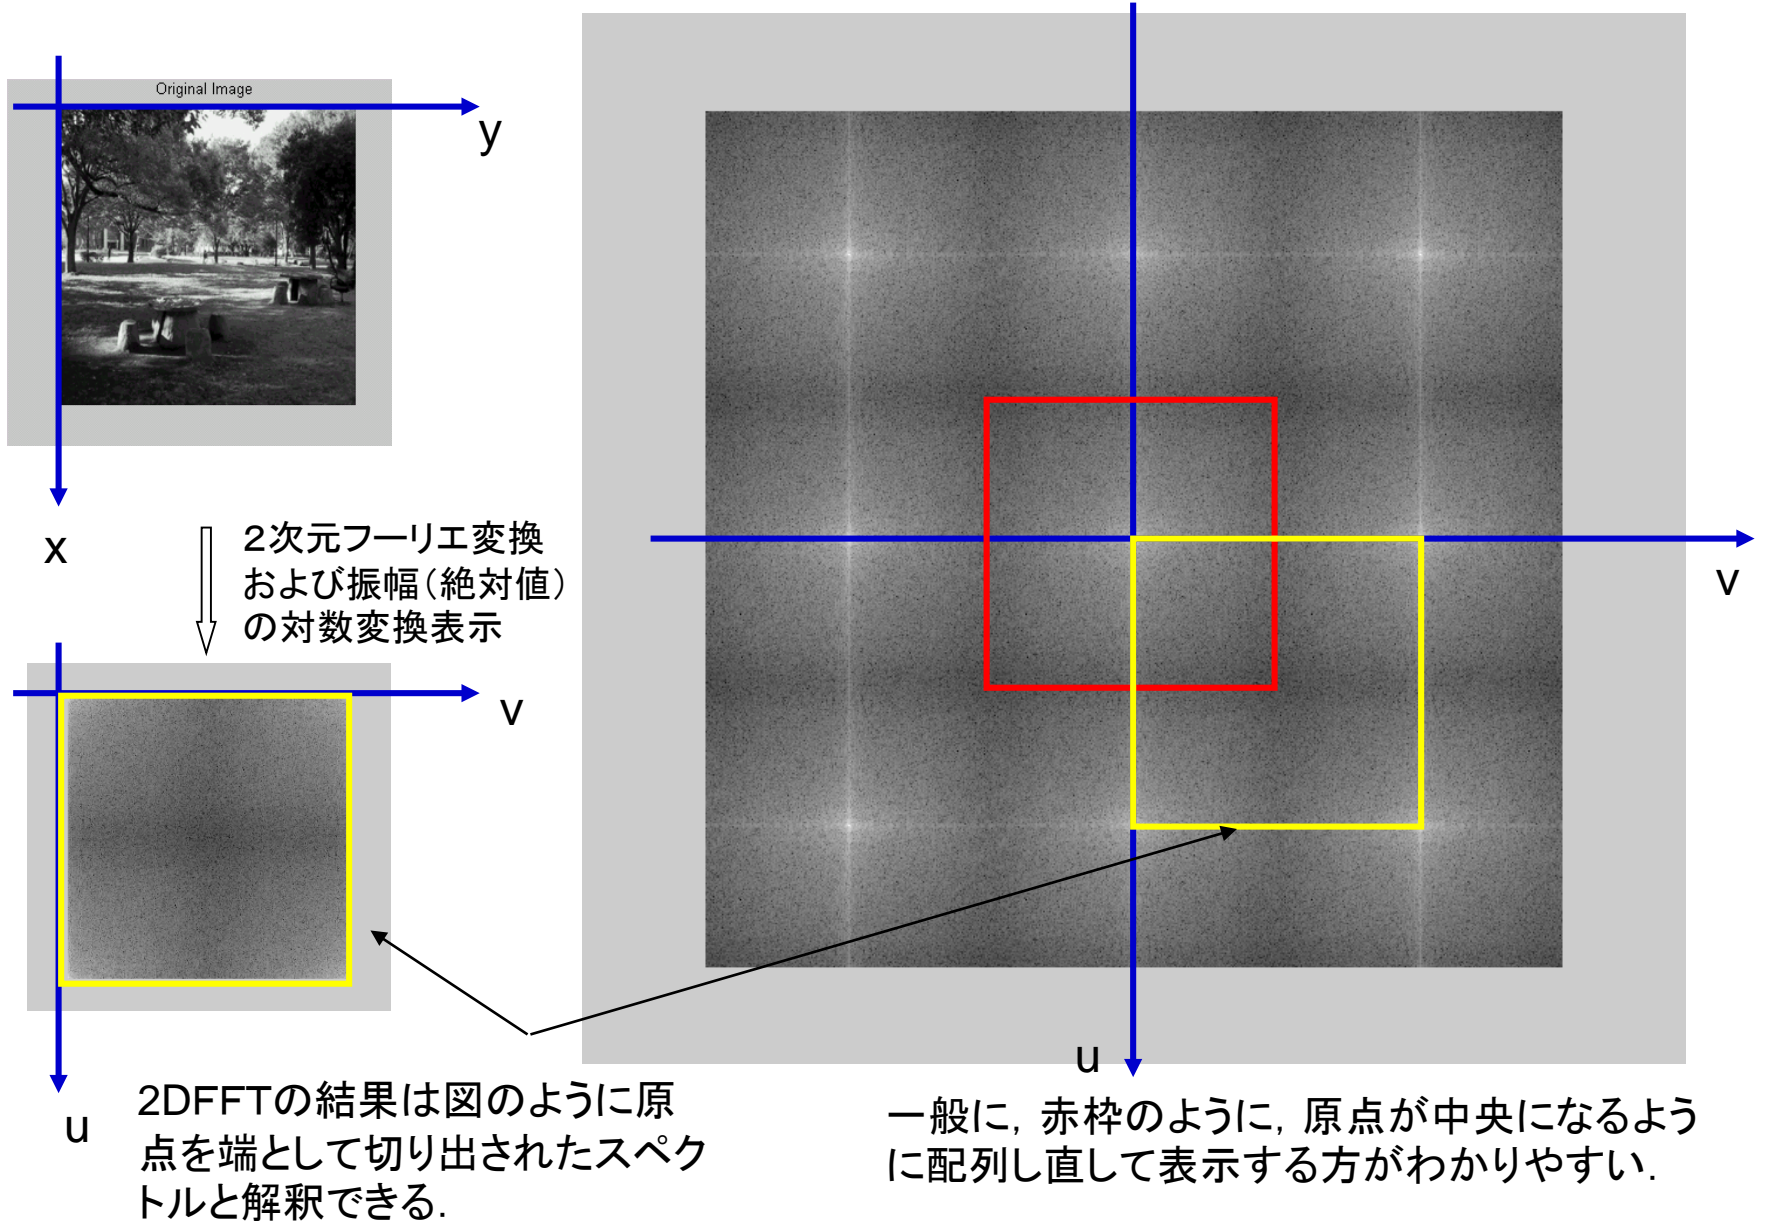 Original Image
y
x
２次元フーリエ変換
および振幅（絶対値）
の対数変換表示
v
u
2DFFTの結果は図のように原
点を端として切り出されたスペク
トルと解釈できる.
v
u
一般に，赤枠のように，原点が中央になるよう
に配列し直して表示する方がわかりやすい.